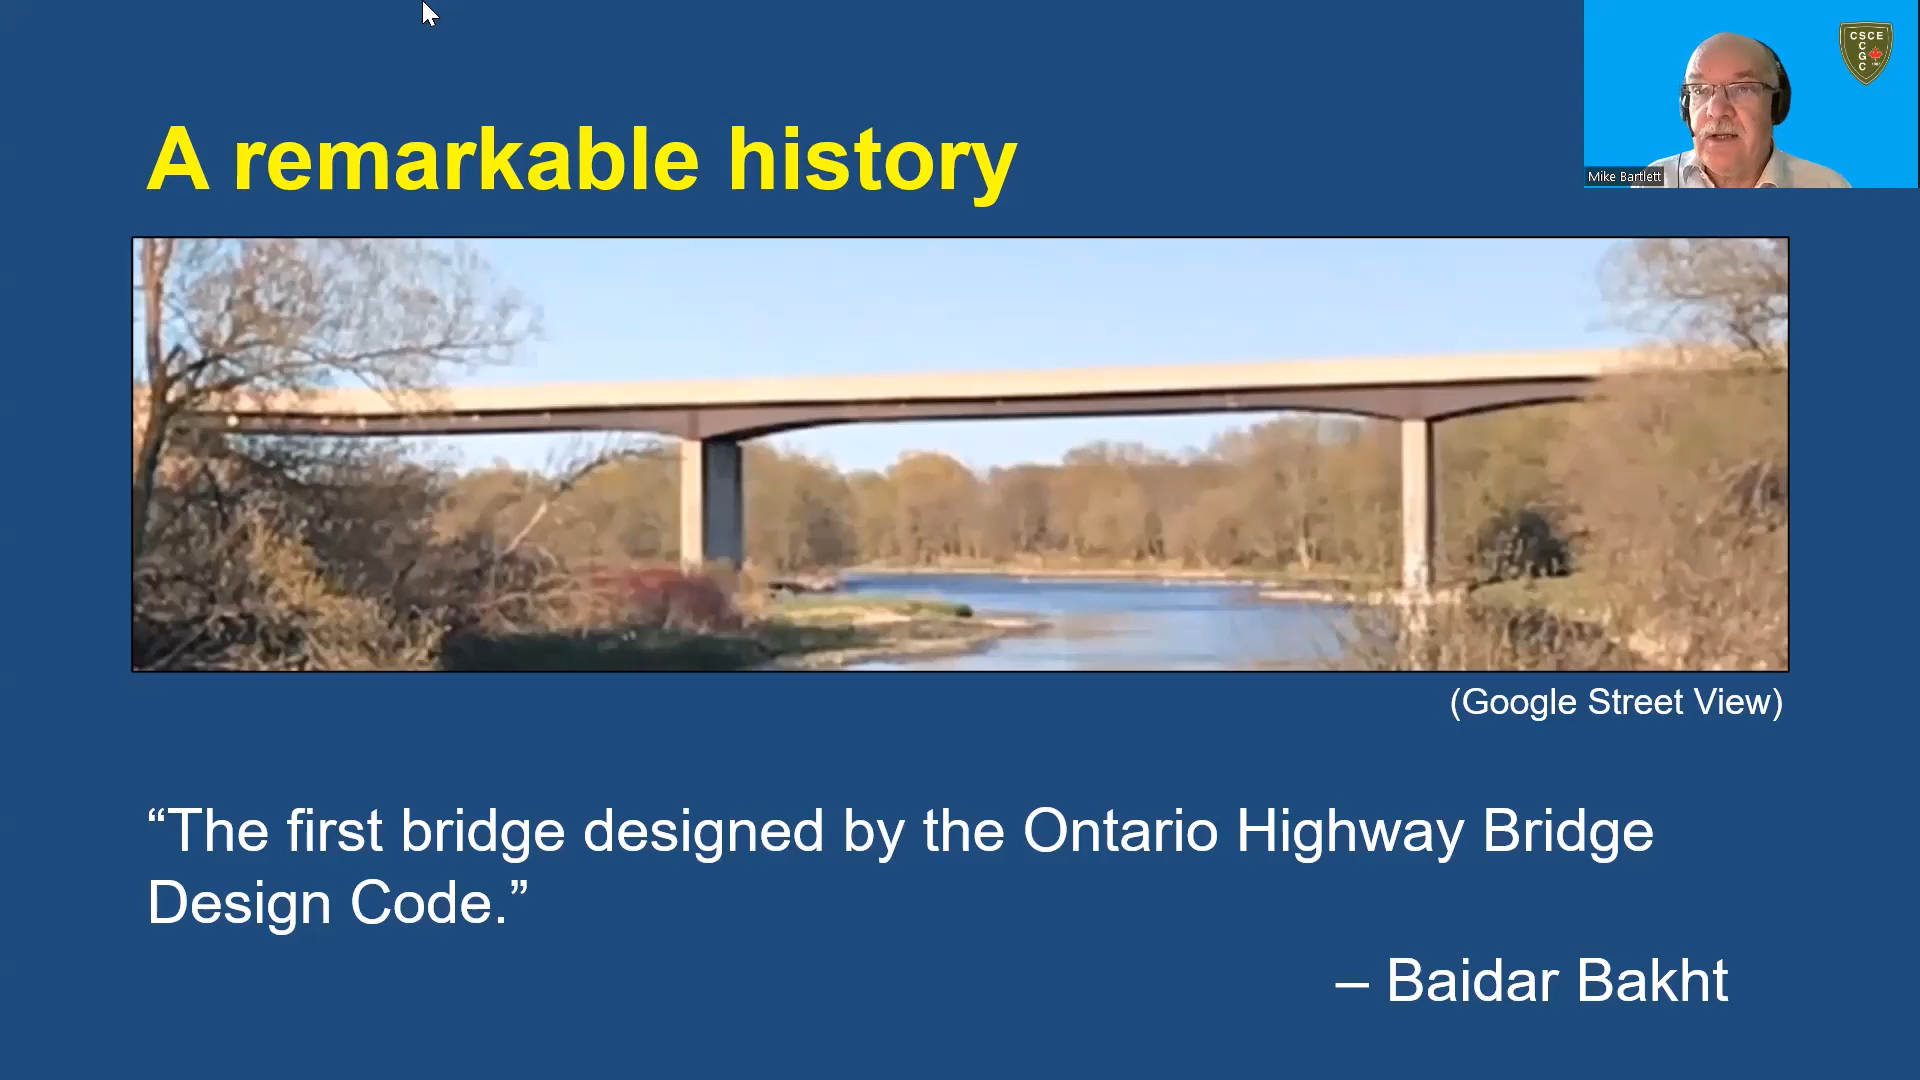 A remarkable history
CSCE
C
G
C
Mike Bartlett
(Google Street View)
“The first bridge designed by the Ontario Highway Bridge
Design Code.”
– Baidar Bakht